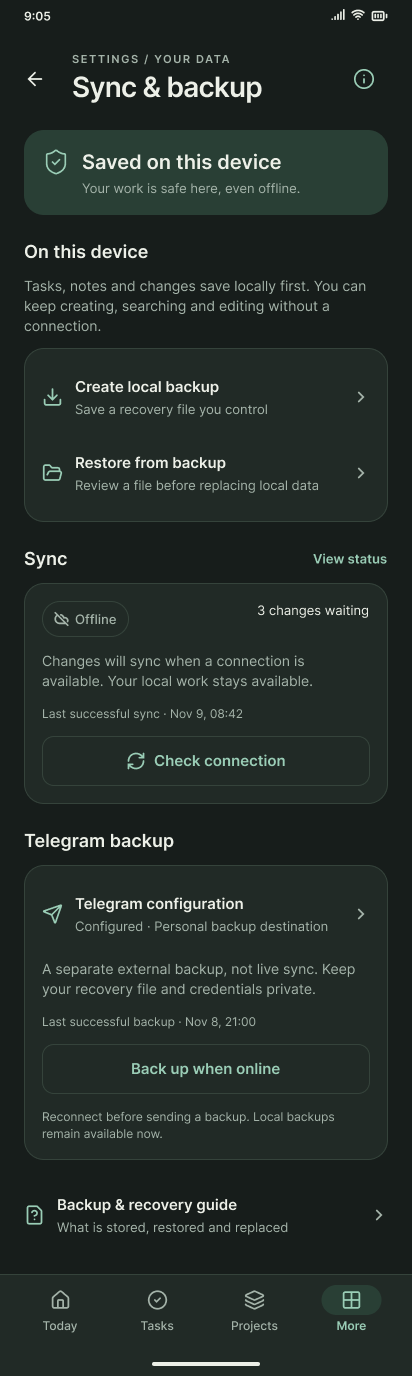 9:05
SETTINGS / YOUR DATA
Sync & backup
Saved on this device
Your work is safe here, even offline.
On this device
Tasks, notes and changes save locally first. You can
keep creating, searching and editing without a
connection.
Create local backup
Save a recovery file you control
Restore from backup
Review a file before replacing local data
Sync
View status
Offline
3 changes waiting
Changes will sync when a connection is
available. Your local work stays available.
Last successful sync · Nov 9, 08:42
Check connection
Telegram backup
Telegram configuration
Configured · Personal backup destination
A separate external backup, not live sync. Keep
your recovery file and credentials private.
Last successful backup · Nov 8, 21:00
Back up when online
Reconnect before sending a backup. Local backups
remain available now.
Backup & recovery guide
What is stored, restored and replaced
Today
Tasks
Projects
More